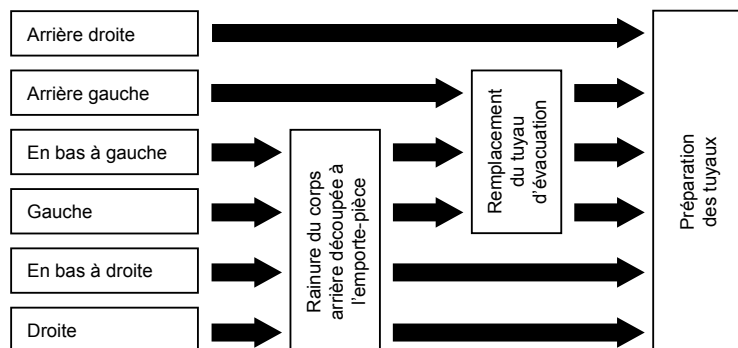 Arrière droite
Arrière gauche
En bas à gauche
Gauche
En bas à droite
Droite
Rainure du corps
arrière découpée à
l'emporte-pièce
Remplacement
du tuyau
d'évacuation
Préparation
des tuyaux